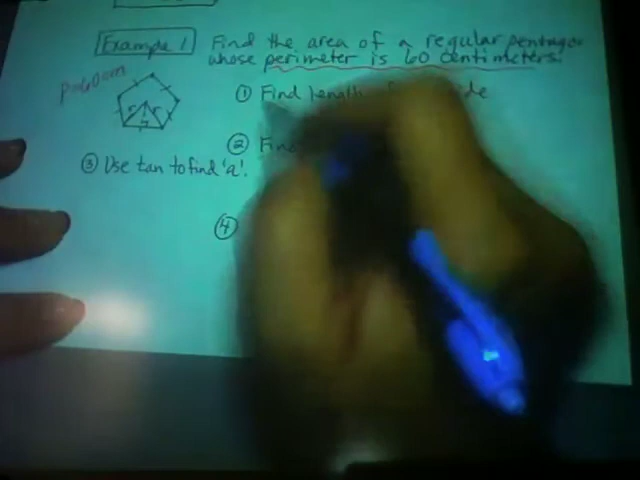 Example 1
Find the area of a regular pentagon
whose perimeter is 60 centimeters.
P=60cm
① Find length
② Find
③ Use tan to find 'a'.
④